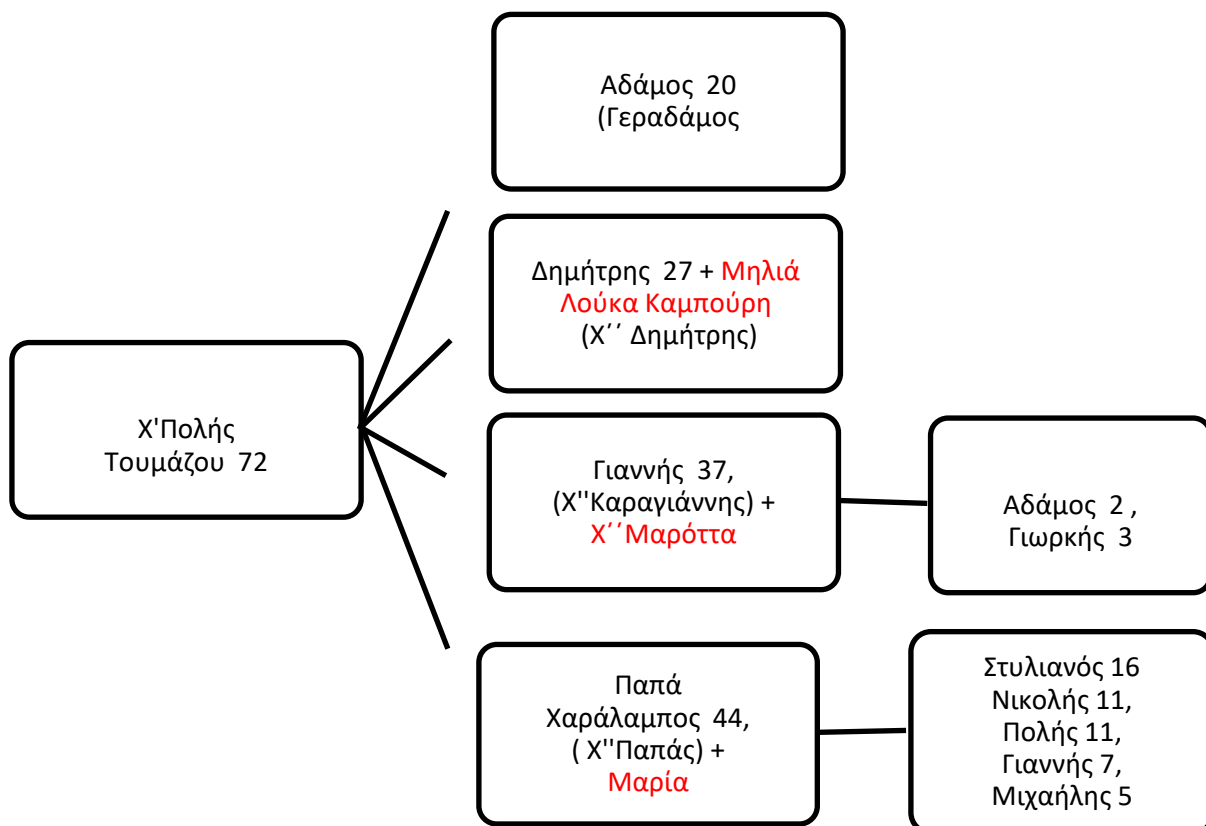 Αδάμος 20
(Γεραδάμος
Δημήτρης 27 + Μηλιά
Λούκα Καμπούρη
(Χ΄΄ Δημήτρης)
Χ'Πολής
Τουμάζου 72
Γιαννής 37,
(Χ''Καραγιάννης) +
Χ΄΄Μαρόττα
Αδάμος 2 ,
Γιωρκής 3
Παπά
Χαράλαμπος 44,
( Χ''Παπάς) +
Μαρία
Στυλιανός 16
Νικολής 11,
Πολής 11,
Γιαννής 7,
Μιχαήλης 5